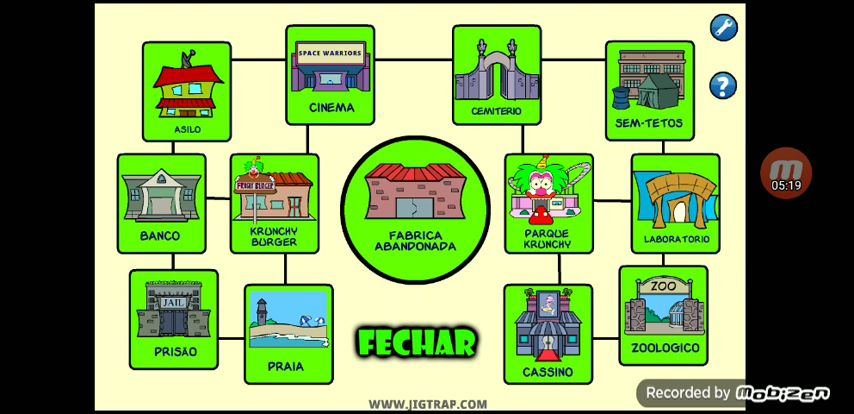 SPACE WARRIORS
CINEMA
CEMITERIO
ASILO
SEM-TETOS
05:19
BANCO
KRUNCHY
BURGER
FABRICA
ABANDONADA
PARQUE
KRUNCHY
LABORATORIO
JAIL
PRISÃO
PRAIA
FECHAR
CASSINO
ZOO
ZOOLOGICO
Recorded by MOBIZEN
WWW.JIGTRAP.COM